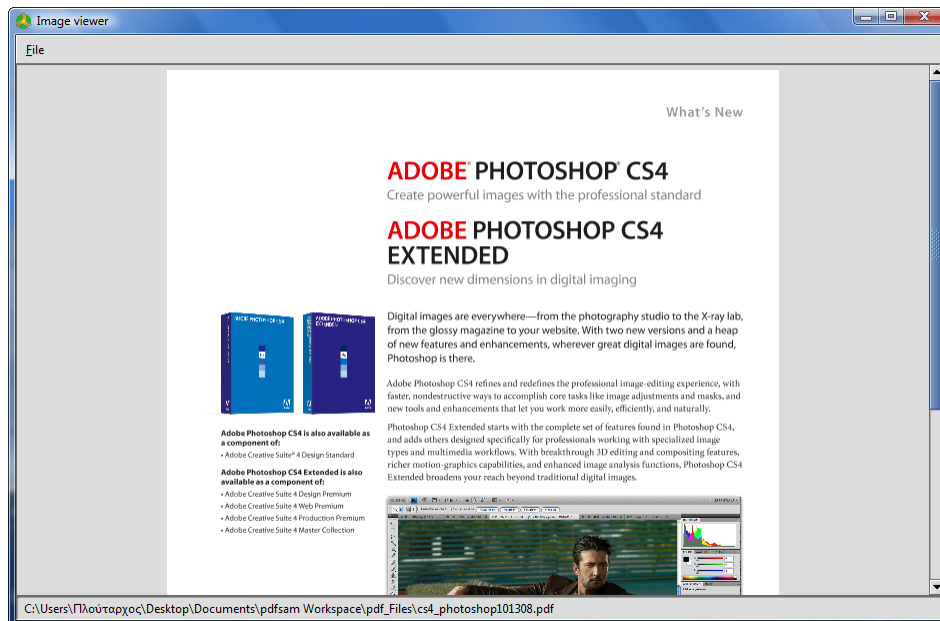 Image viewer
File
What's New
ADOBE® PHOTOSHOP® CS4
Create powerful images with the professional standard
ADOBE PHOTOSHOP CS4
EXTENDED
Discover new dimensions in digital imaging
Digital images are everywhere—from the photography studio to the X-ray lab,
from the glossy magazine to your website. With two new versions and a heap
of new features and enhancements, wherever great digital images are found,
Photoshop is there.
Adobe Photoshop CS4 refines and redefines the professional image-editing experience, with
faster, nondestructive ways to accomplish core tasks like image adjustments and masks, and
new tools and enhancements that let you work more easily, efficiently, and naturally.
Photoshop CS4 Extended starts with the complete set of features found in Photoshop CS4,
and adds others designed specifically for professionals working with specialized image
types and multimedia workflows. With breakthrough 3D editing and compositing features,
richer motion-graphics capabilities, and enhanced image analysis functions, Photoshop CS4
Extended broadens your reach beyond traditional digital images.
ADOBE PHOTOSHOP CS4
ADOBE PHOTOSHOP CS4
EXTENDED
Adobe Photoshop CS4 is also available as
a component of:
• Adobe Creative Suite® 4 Design Standard
Adobe Photoshop CS4 Extended is also
available as a component of:
• Adobe Creative Suite 4 Design Premium
• Adobe Creative Suite 4 Web Premium
• Adobe Creative Suite 4 Production Premium
• Adobe Creative Suite 4 Master Collection
C:\Users\Πλούταρχος\Desktop\Documents\pdfsam Workspace\pdf_Files\cs4_photoshop101308.pdf